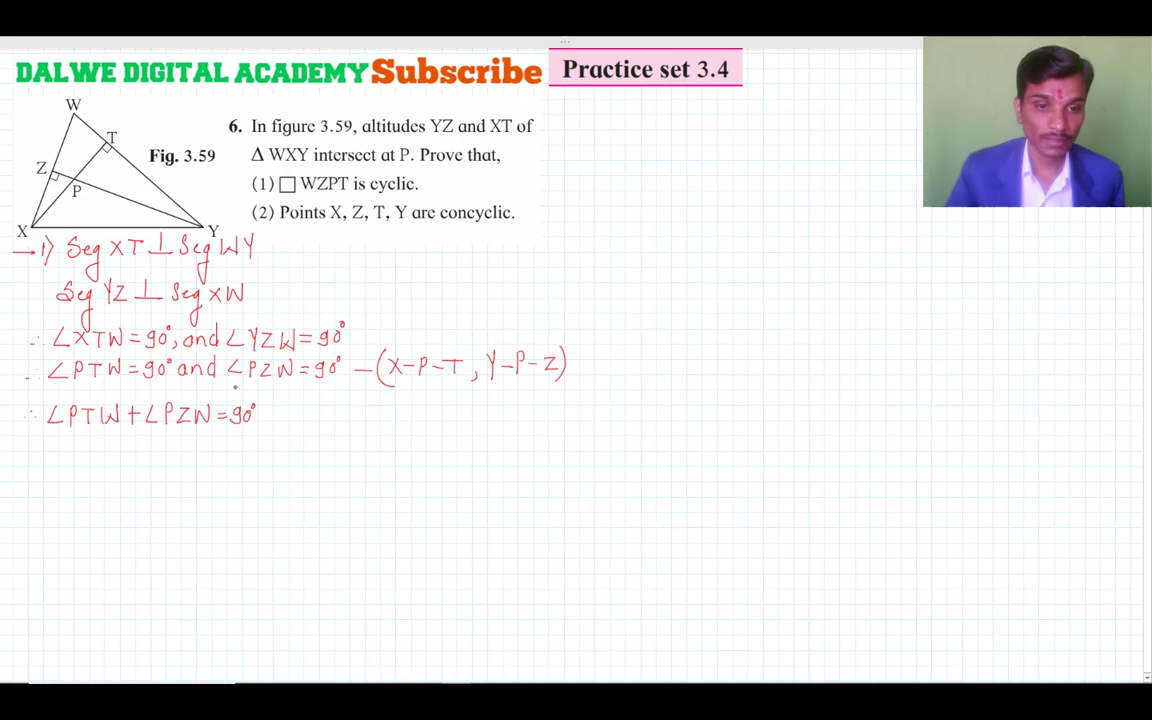 DALWE DIGITAL ACADEMY Subscribe
Practice set 3.4
W
T
Z
P
X
Y
Fig. 3.59
6. In figure 3.59, altitudes YZ and XT of
Δ WXY intersect at P. Prove that,
(1) □ WZPT is cyclic.
(2) Points X, Z, T, Y are concyclic.
→ 1) Seg XT ⊥ Seg WY
Seg YZ ⊥ Seg XW
∴ ∠XTW = 90°, and ∠YZW = 90°
∴ ∠PTW = 90° and ∠PZW = 90° — (X-P-T, Y-P-Z)
∴ ∠PTW + ∠PZW = 90°